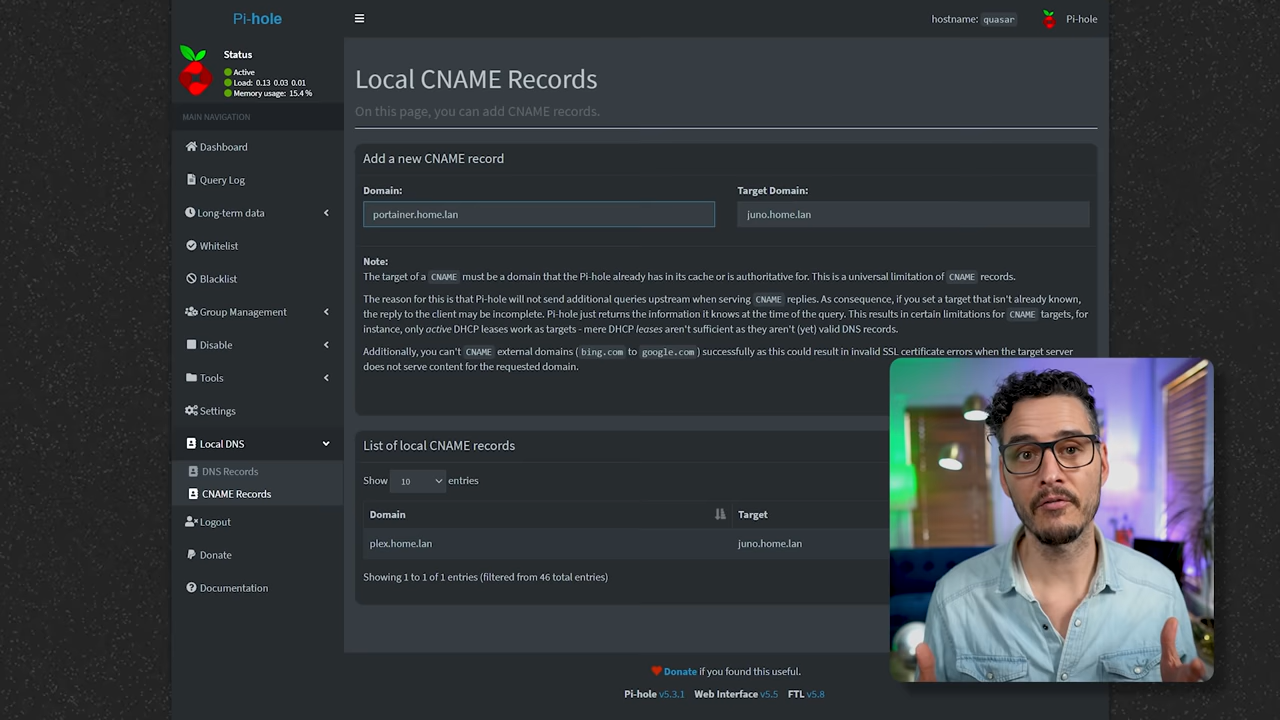 Pi-hole
hostname: quasar
Pi-hole
Status
Active
Load: 0.13 0.03 0.01
Memory usage: 15.4 %
MAIN NAVIGATION
Dashboard
Query Log
Long-term data
Whitelist
Blacklist
Group Management
Disable
Tools
Settings
Local DNS
DNS Records
CNAME Records
Logout
Donate
Documentation
Local CNAME Records
On this page, you can add CNAME records.
Add a new CNAME record
Domain:
portainer.home.lan
Target Domain:
juno.home.lan
Note:
The target of a CNAME must be a domain that the Pi-hole already has in its cache or is authoritative for. This is a universal limitation of CNAME records.
The reason for this is that Pi-hole will not send additional queries upstream when serving CNAME replies. As consequence, if you set a target that isn't already known,
the reply to the client may be incomplete. Pi-hole just returns the information it knows at the time of the query. This results in certain limitations for CNAME targets, for
instance, only active DHCP leases work as targets - mere DHCP leases aren't sufficient as they aren't (yet) valid DNS records.
Additionally, you can't CNAME external domains ( bing.com to google.com ) successfully as this could result in invalid SSL certificate errors when the target server
does not serve content for the requested domain.
List of local CNAME records
Show 10 entries
Domain Target
plex.home.lan juno.home.lan
Showing 1 to 1 of 1 entries (filtered from 46 total entries)
Donate if you found this useful.
Pi-hole v5.3.1 Web Interface v5.5 FTL v5.8